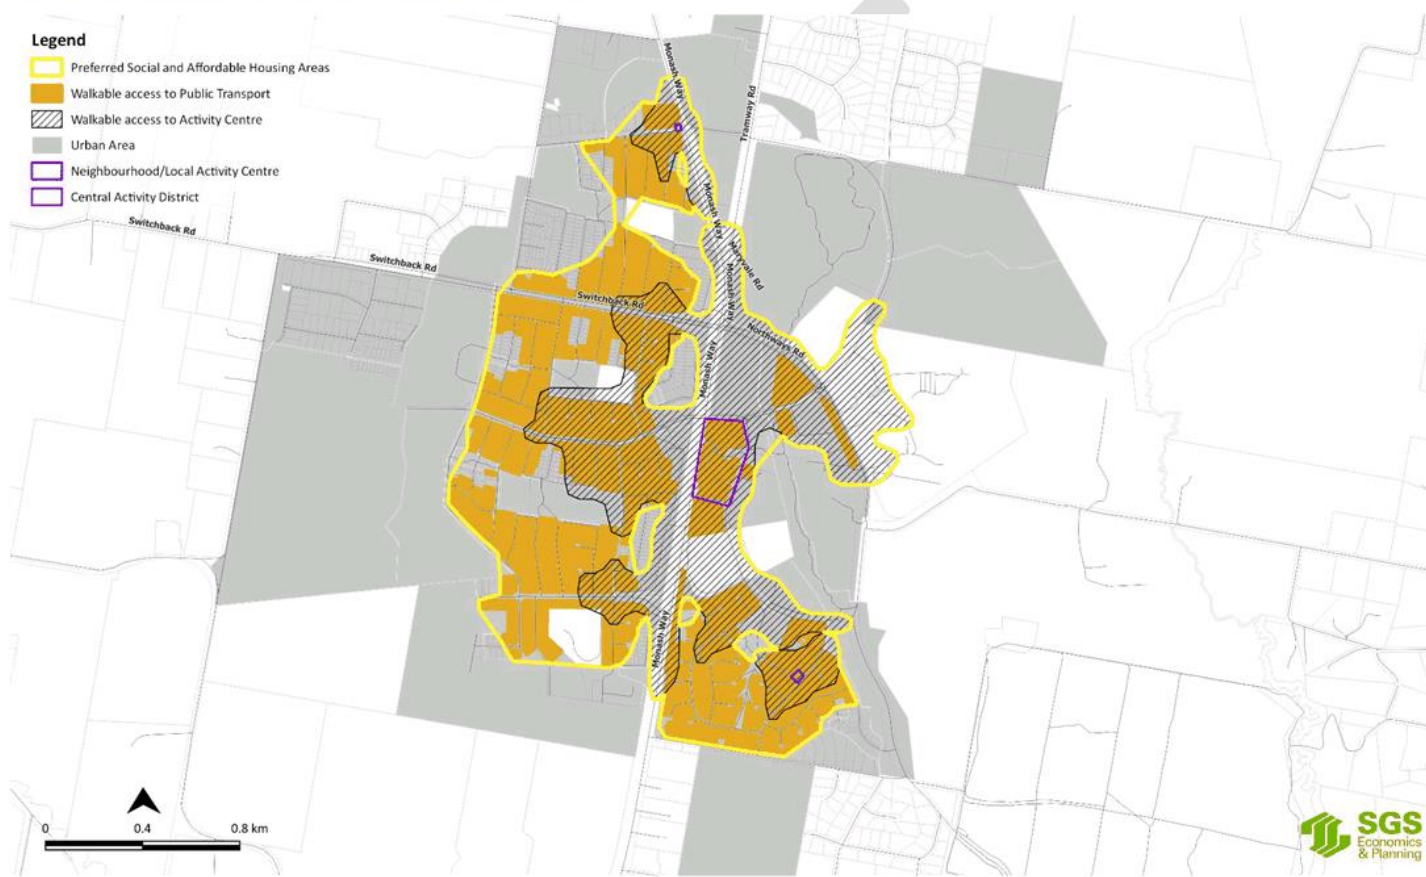 Legend
Preferred Social and Affordable Housing Areas
Walkable access to Public Transport
Walkable access to Activity Centre
Urban Area
Neighbourhood/Local Activity Centre
Central Activity District
Monash Way
Tramway Rd
Monash Way
Switchback Rd
Switchback Rd
Maryvale Rd
Monash Way
Switchback Rd
Northways Rd
Monash Way
Monash Way
0 0.4 0.8 km
SGS
Economics
& Planning